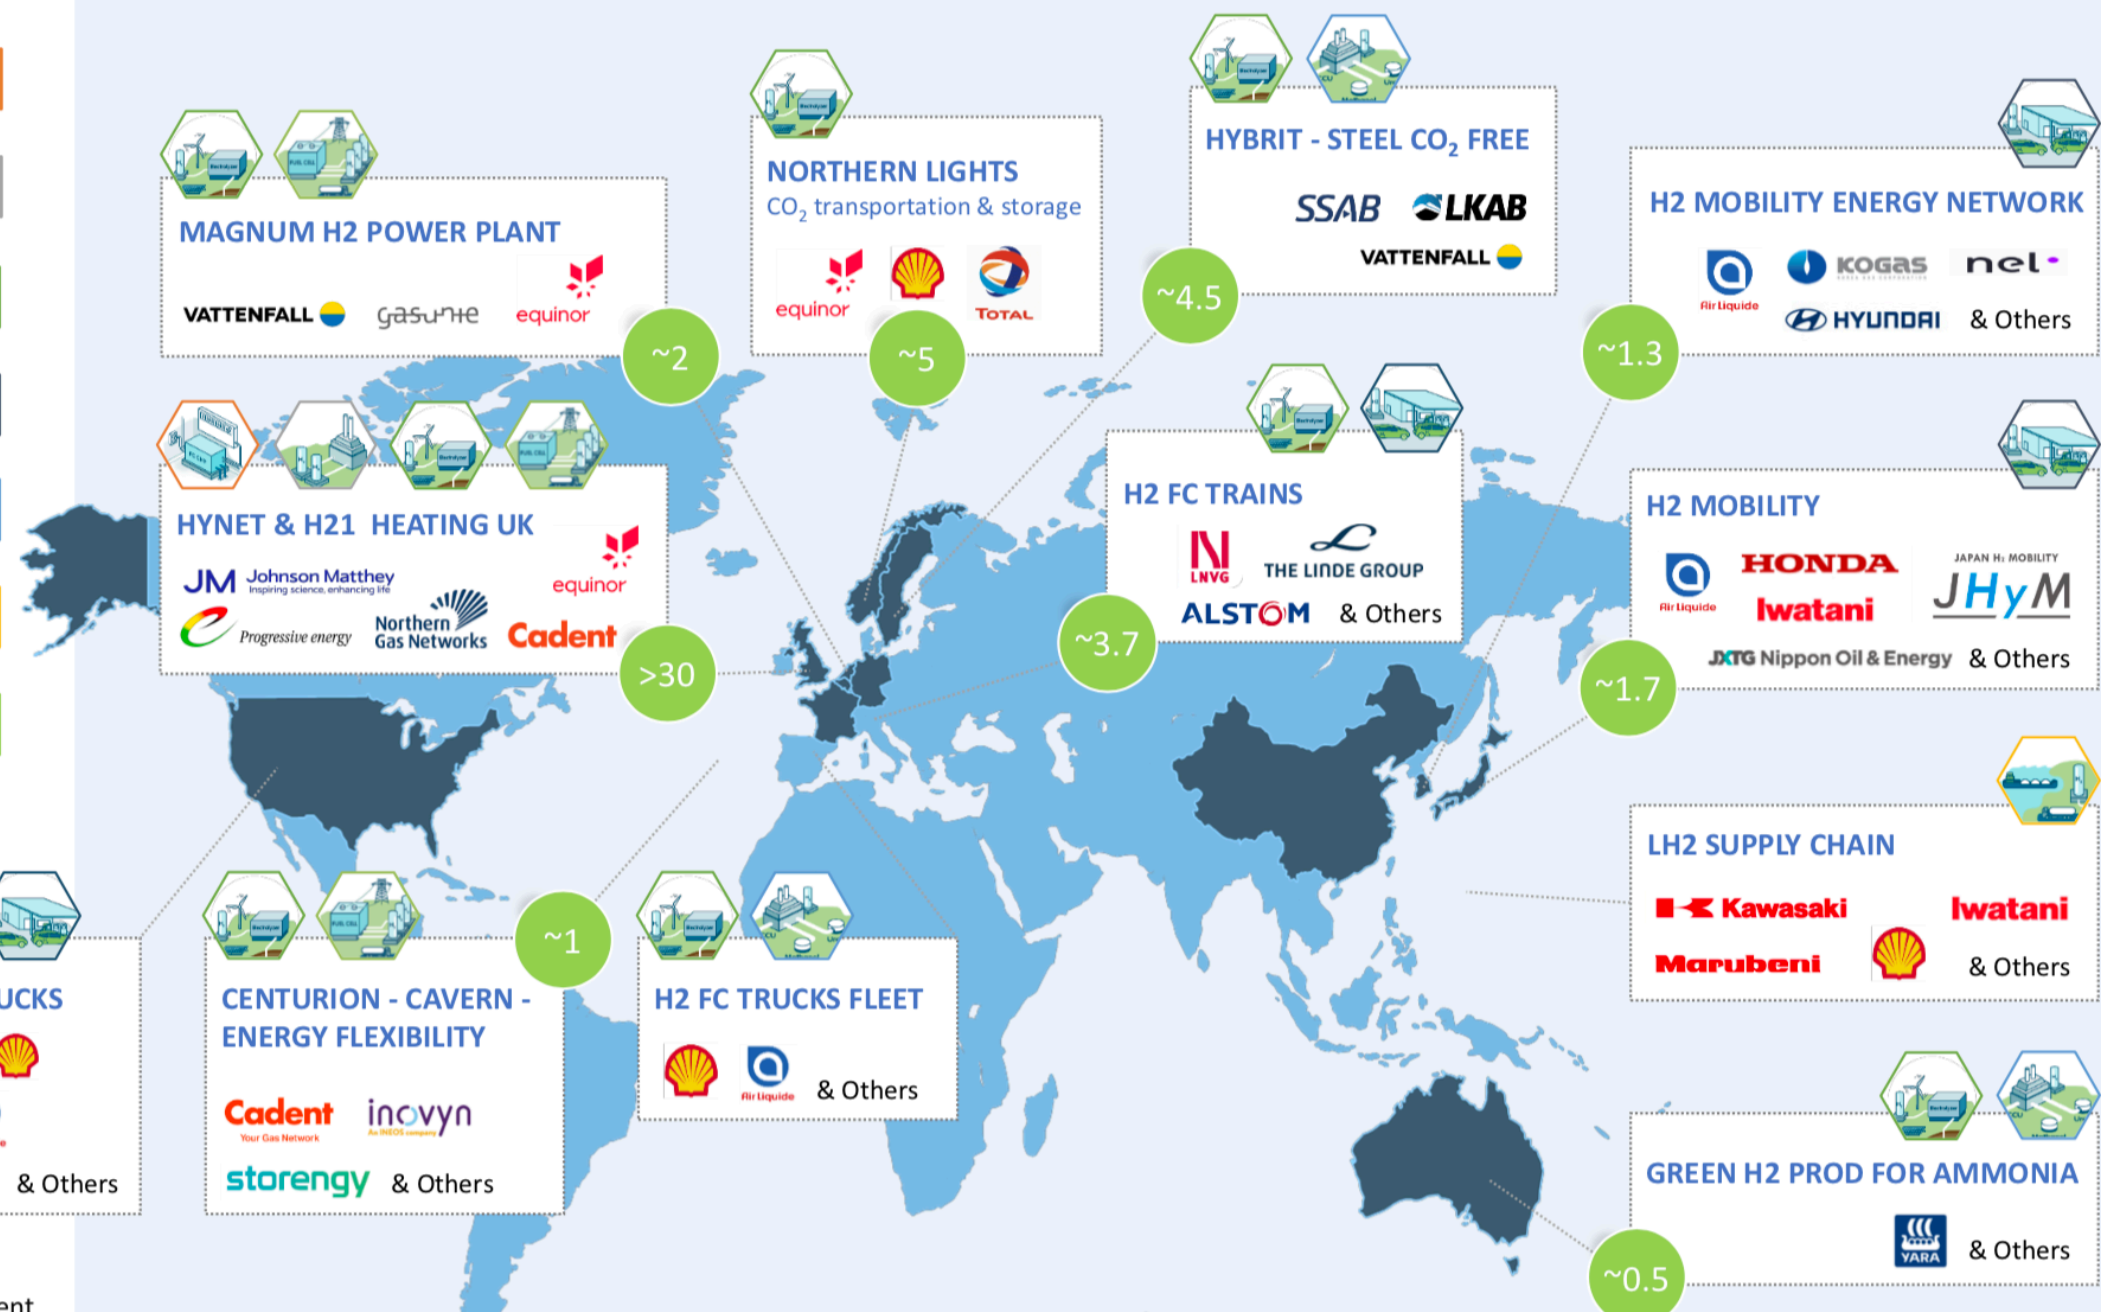 MAGNUM H2 POWER PLANT
VATTENFALL
gasunie
equinor
~2
NORTHERN LIGHTS
CO2 transportation & storage
equinor
TOTAL
~5
HYBRIT - STEEL CO2 FREE
SSAB
LKAB
VATTENFALL
~4.5
H2 MOBILITY ENERGY NETWORK
Air Liquide
KOGAS
nel
HYUNDAI
& Others
~1.3
HYNET & H21 HEATING UK
JM Johnson Matthey
Inspiring science, enhancing life
equinor
Progressive energy
Northern
Gas Networks
Cadent
>30
H2 FC TRAINS
LNVG
THE LINDE GROUP
ALSTOM
& Others
~3.7
H2 MOBILITY
Air Liquide
HONDA
Iwatani
JAPAN H2 MOBILITY
JHyM
JXTG Nippon Oil & Energy
& Others
~1.7
LH2 SUPPLY CHAIN
Kawasaki
Iwatani
Marubeni
& Others
UCKS
& Others
CENTURION - CAVERN -
ENERGY FLEXIBILITY
Cadent
Your Gas Network
inovyn
An INEOS company
storengy
& Others
~1
H2 FC TRUCKS FLEET
Air Liquide
& Others
GREEN H2 PROD FOR AMMONIA
YARA
& Others
~0.5
ent